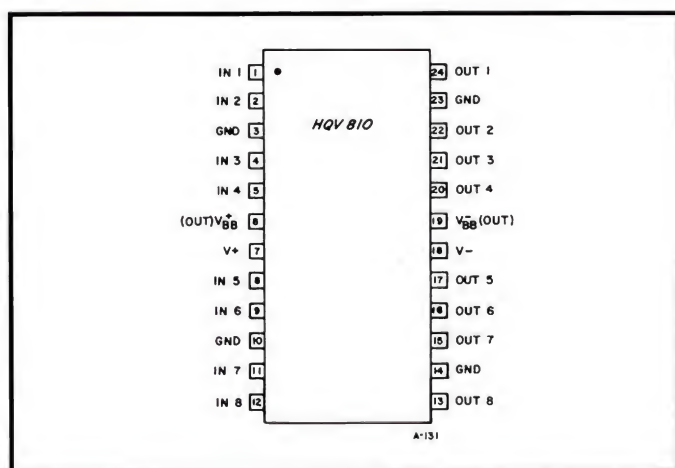 HQV 810
IN 1 1 24 OUT 1
IN 2 2 23 GND
GND 3 22 OUT 2
IN 3 4 21 OUT 3
IN 4 5 20 OUT 4
(OUT)V+BB 6 19 V-BB(OUT)
V+ 7 18 V-
IN 5 8 17 OUT 5
IN 6 9 16 OUT 6
GND 10 15 OUT 7
IN 7 11 14 GND
IN 8 12 13 OUT 8
A-131